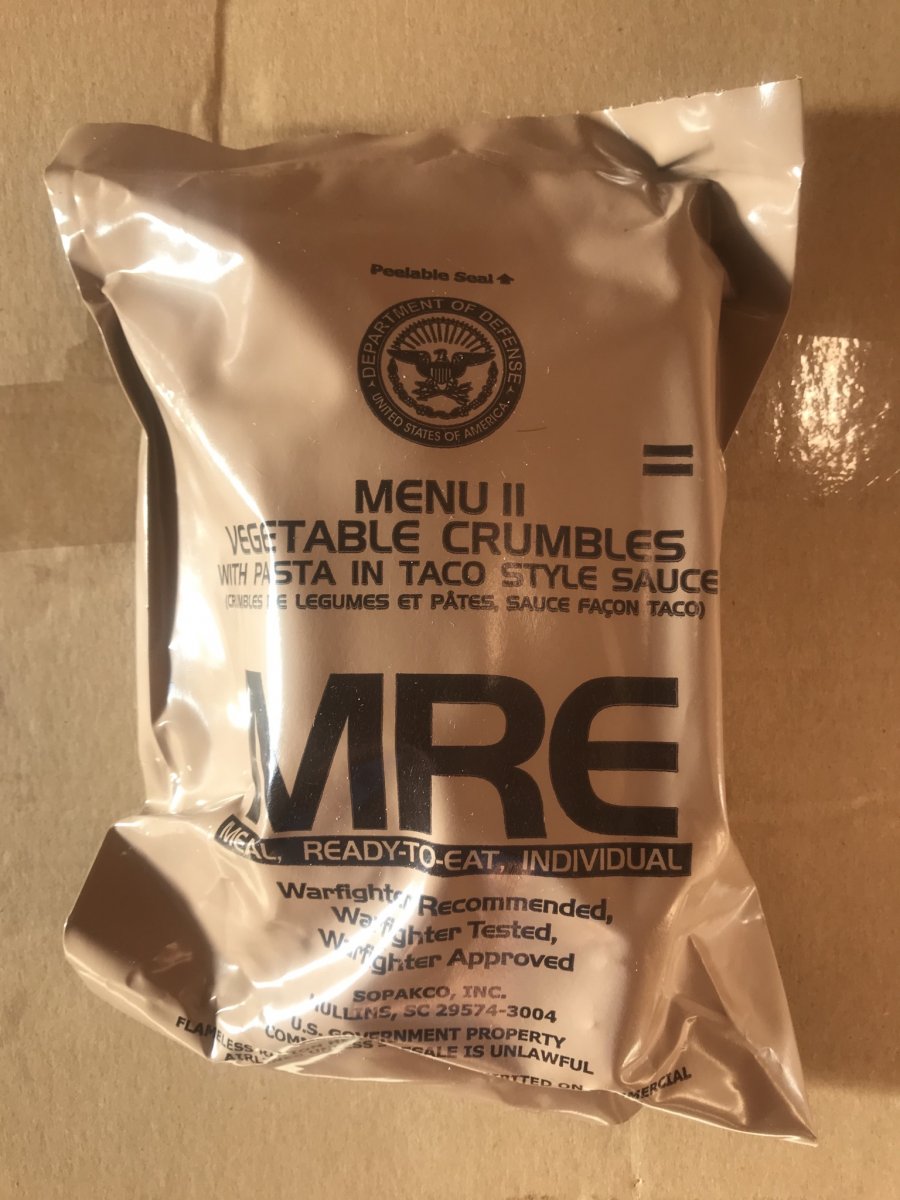 Peelable Seal
DEPARTMENT OF DEFENSE
UNITED STATES OF AMERICA
=
MENU 11
VEGETABLE CRUMBLES
WITH PASTA IN TACO STYLE SAUCE
LEGUMES ET PÂTES, SAUCE FAÇON TACO)
MRE
MEAL, READY-TO-EAT, INDIVIDUAL
Warfighter Recommended,
Warfighter Tested,
Warfighter Approved
SOPAKCO, INC.
MULLINS, SC 29574-3004
U.S. GOVERNMENT PROPERTY
RESALE IS UNLAWFUL
FLAMELESS
COMMERCIAL